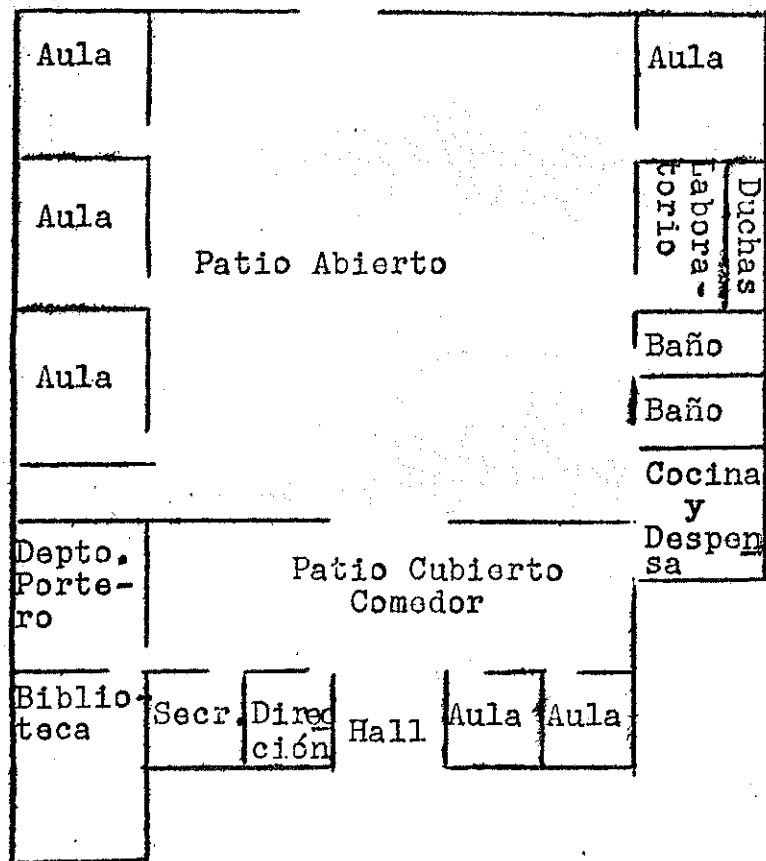 Aula
Aula
Aula
Labora-
torio
Duchas
Patio Abierto
Aula
Baño
Baño
Cocina
y
Despen
sa
Depto.
Porte-
ro
Patio Cubierto
Comedor
Biblio-
teca
Secr.
Direc
ción
Hall
Aula
Aula